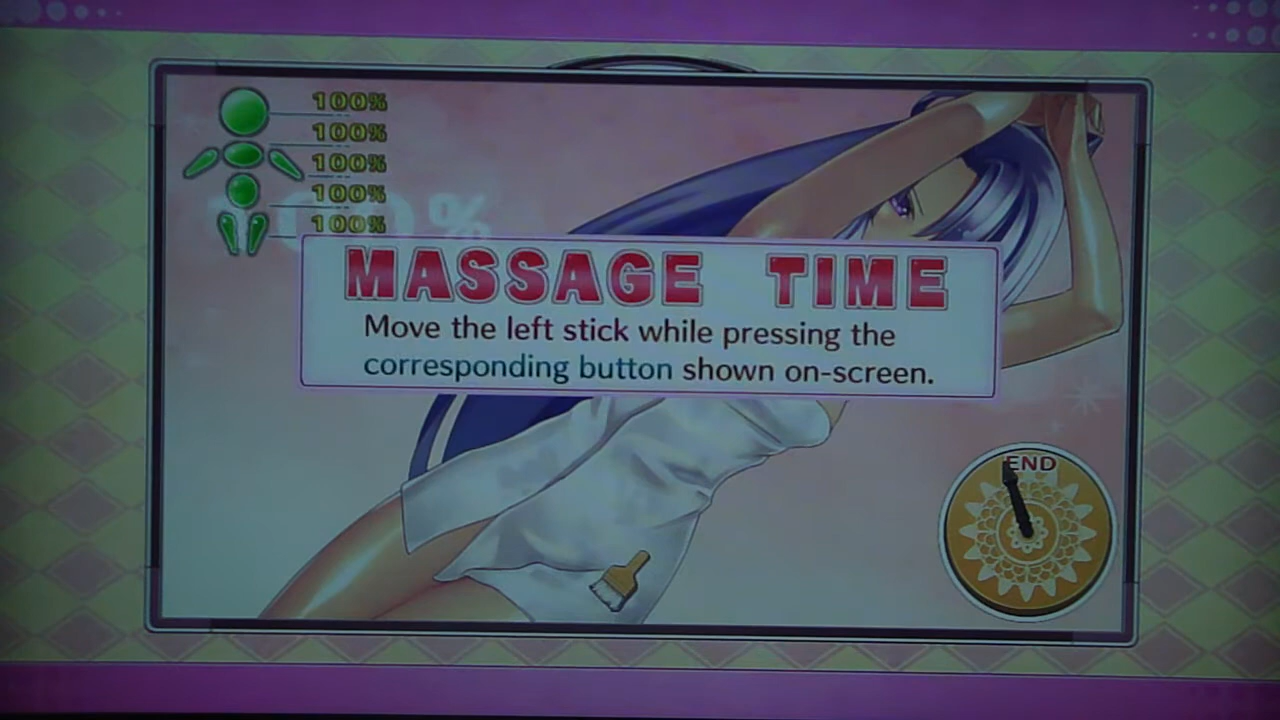 100%
100%
100%
100%
100%
100%
MASSAGE TIME
Move the left stick while pressing the
corresponding button shown on-screen.
END